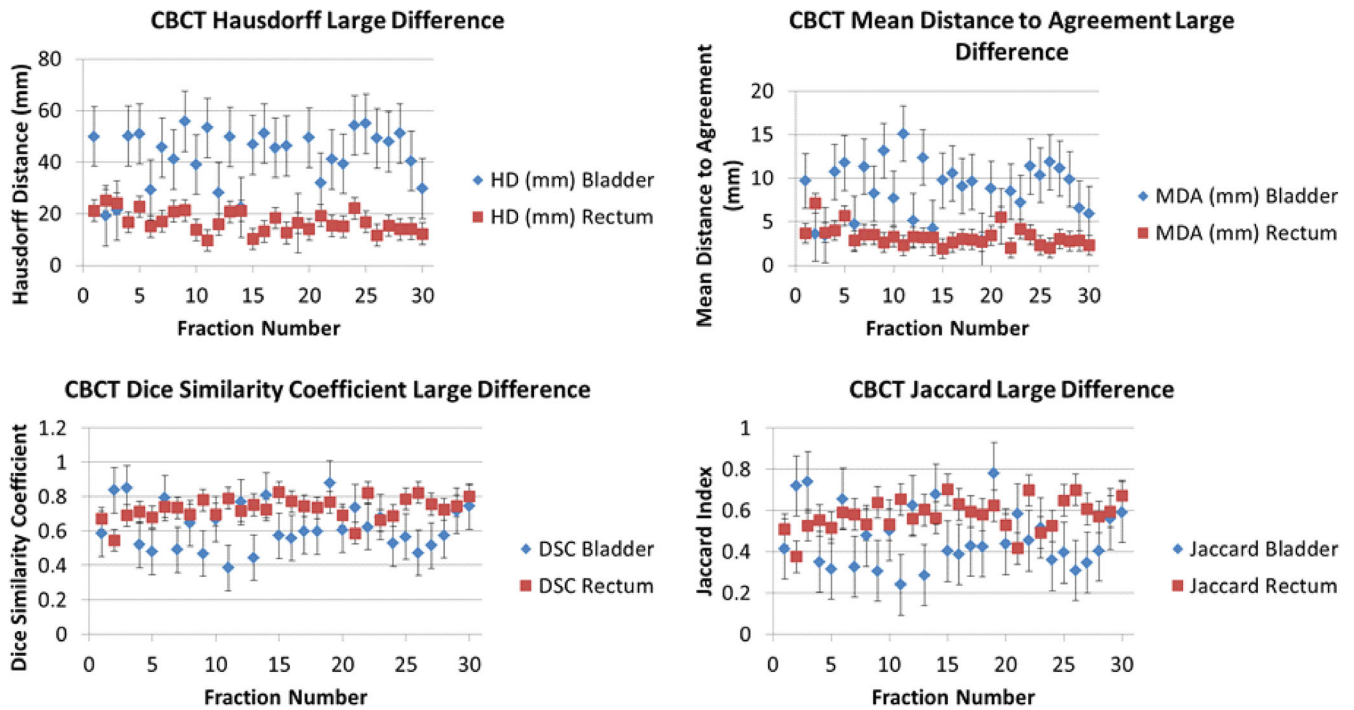 CBCT Hausdorff Large Difference
Hausdorff Distance (mm)
80
60
40
20
0
0 5 10 15 20 25 30
Fraction Number
HD (mm) Bladder
HD (mm) Rectum
CBCT Mean Distance to Agreement Large
Difference
Mean Distance to Agreement
(mm)
20
15
10
5
0
0 5 10 15 20 25 30
Fraction Number
MDA (mm) Bladder
MDA (mm) Rectum
CBCT Dice Similarity Coefficient Large Difference
Dice Similarity Coefficient
1.2
1
0.8
0.6
0.4
0.2
0
0 5 10 15 20 25 30
Fraction Number
DSC Bladder
DSC Rectum
CBCT Jaccard Large Difference
Jaccard Index
1
0.8
0.6
0.4
0.2
0
0 5 10 15 20 25 30
Fraction Number
Jaccard Bladder
Jaccard Rectum